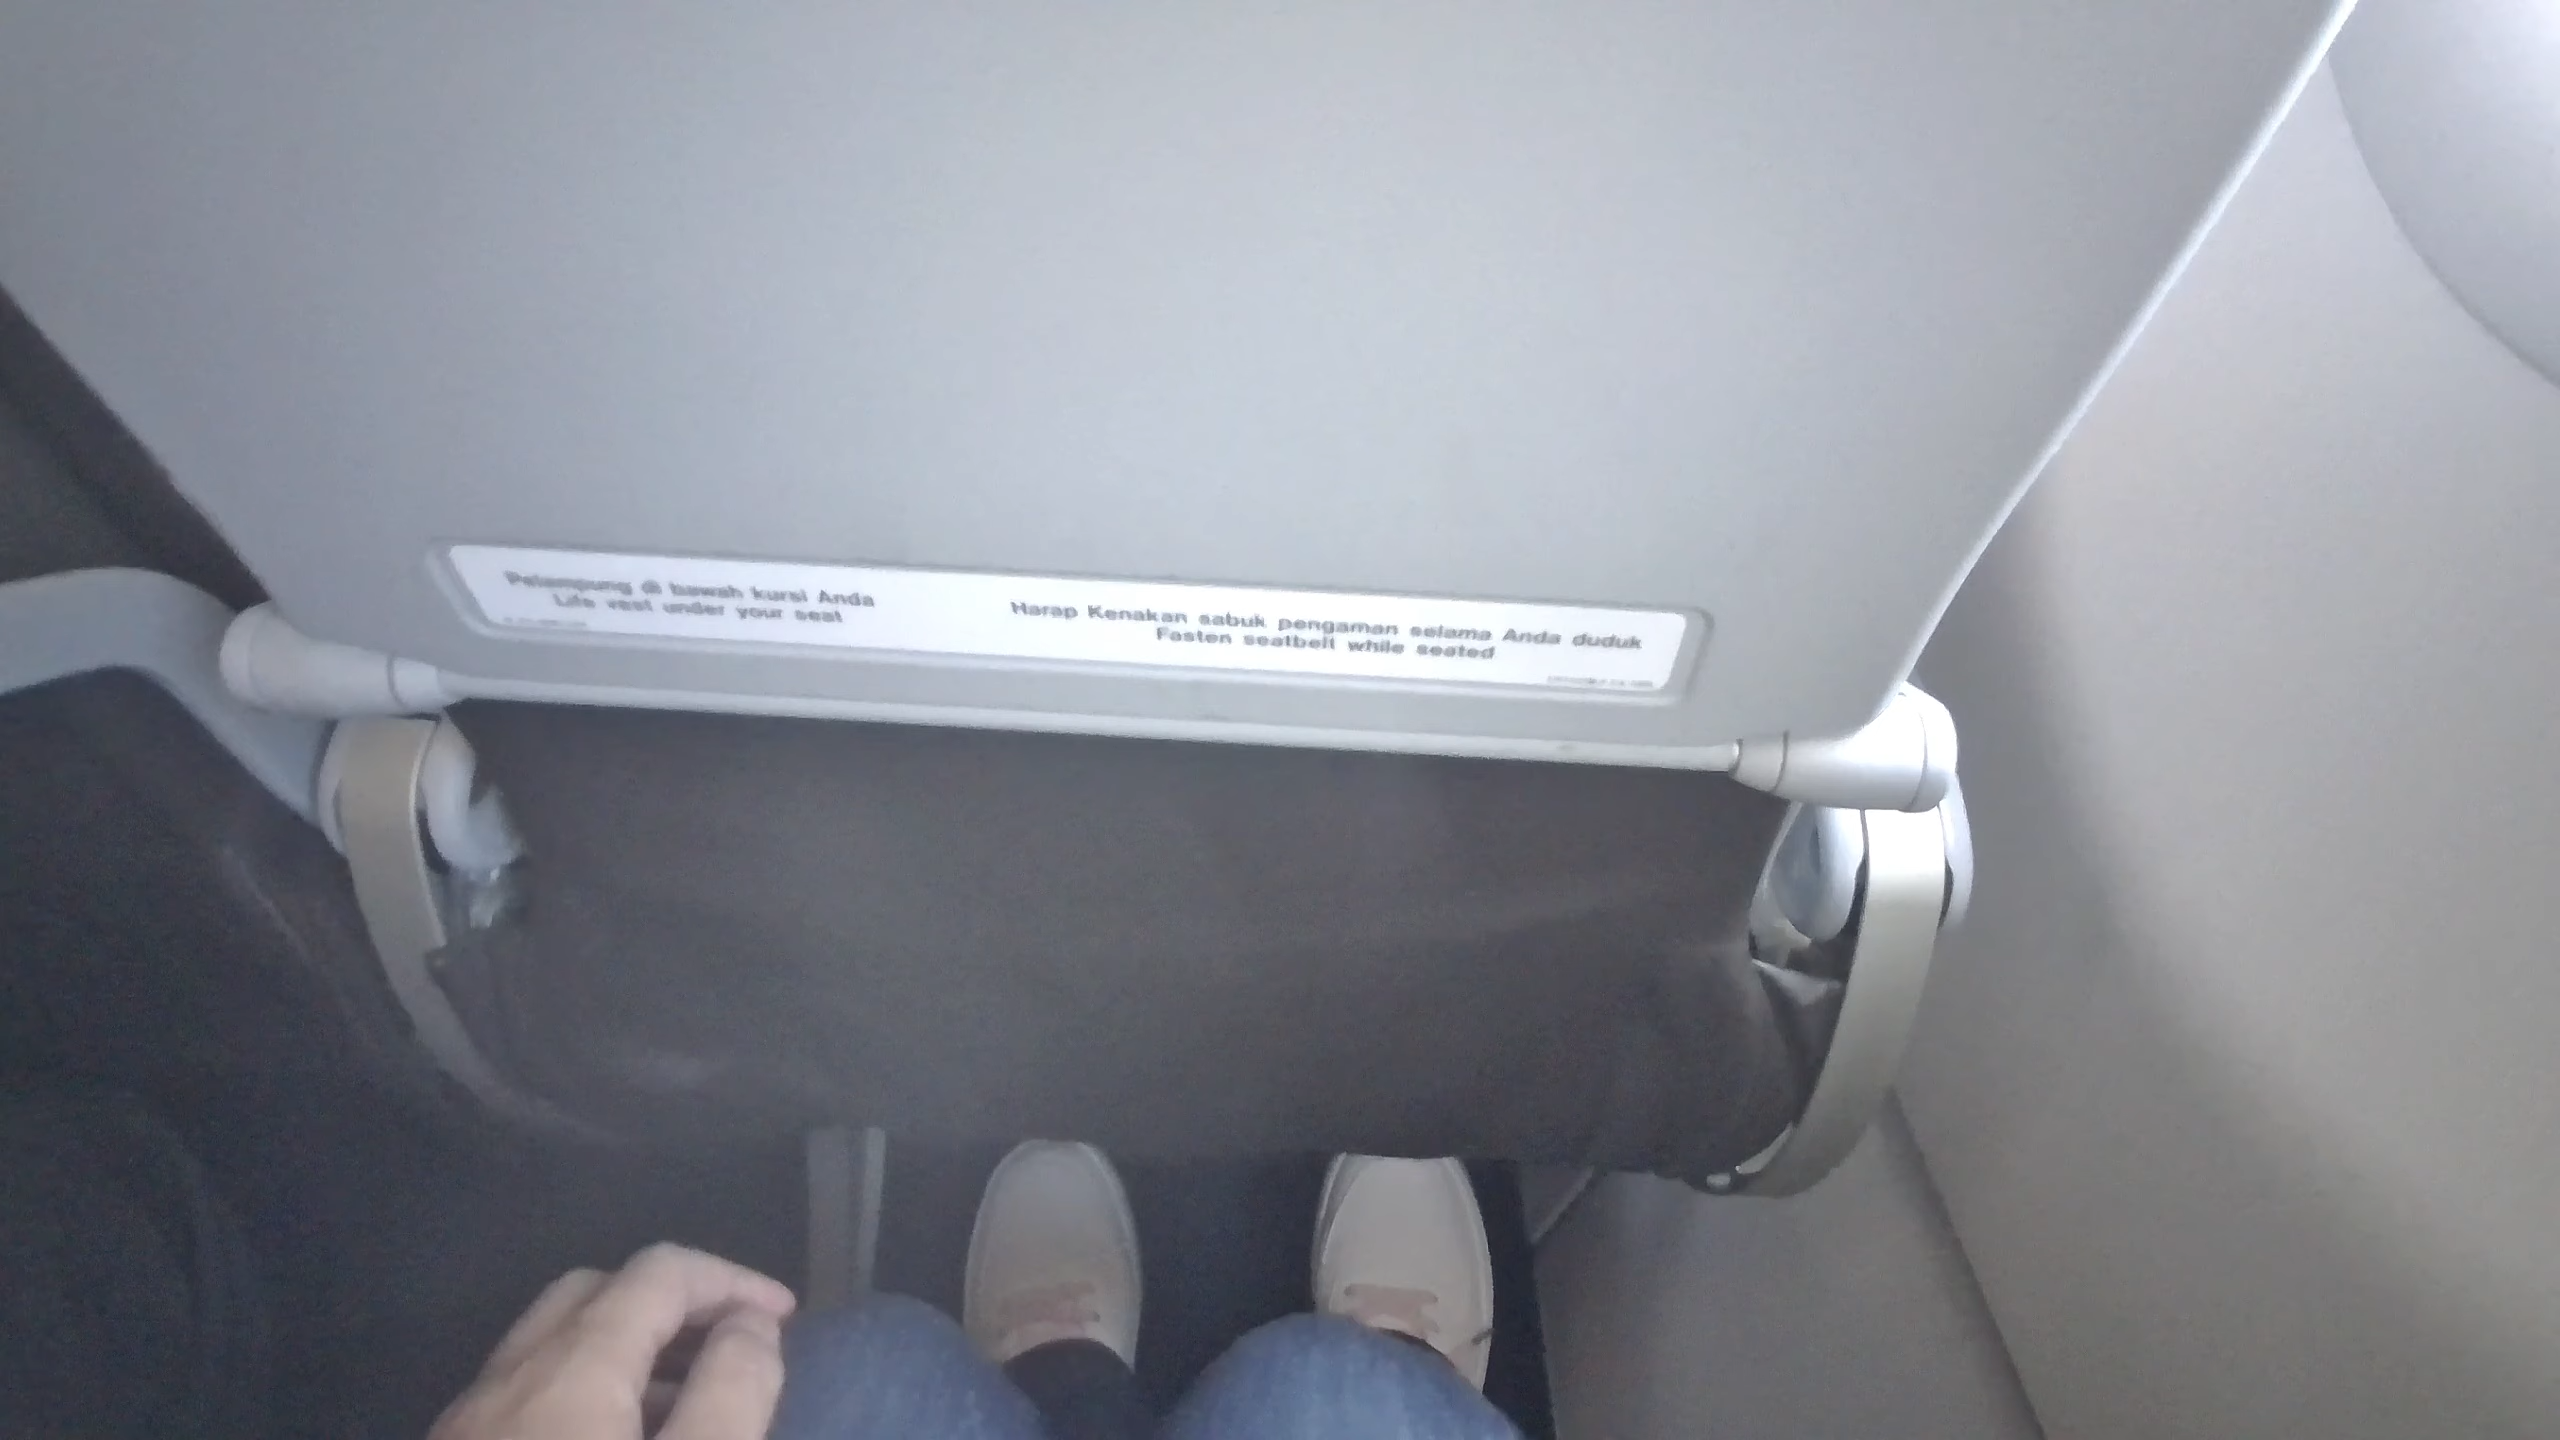 Pelampung di bawah kursi Anda
Life vest under your seat
Harap Kenakan sabuk pengaman selama Anda duduk
Fasten seatbelt while seated